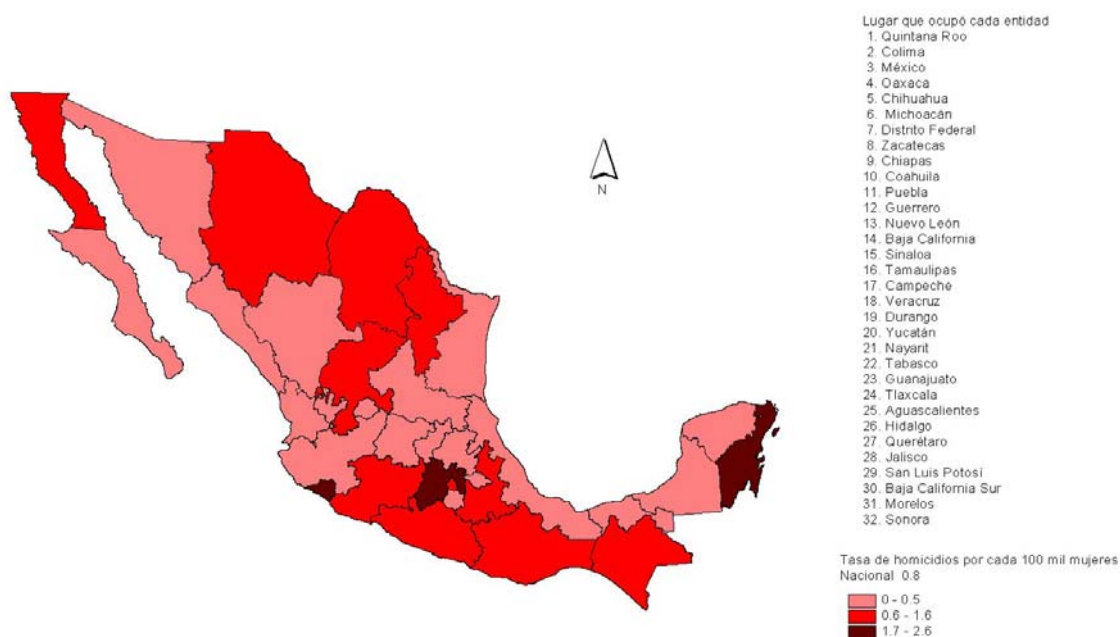 Lugar que ocupó cada entidad
1. Quintana Roo
2. Colima
3. México
4. Oaxaca
5. Chihuahua
6. Michoacán
7. Distrito Federal
8. Zacatecas
9. Chiapas
10. Coahuila
11. Puebla
12. Guerrero
13. Nuevo León
14. Baja California
15. Sinaloa
16. Tamaulipas
17. Campeche
18. Veracruz
19. Durango
20. Yucatán
21. Nayarit
22. Tabasco
23. Guanajuato
24. Tlaxcala
25. Aguascalientes
26. Hidalgo
27. Querétaro
28. Jalisco
29. San Luis Potosí
30. Baja California Sur
31. Morelos
32. Sonora
N
Tasa de homicidios por cada 100 mil mujeres
Nacional 0.8
0 - 0.5
0.6 - 1.6
1.7 - 2.6